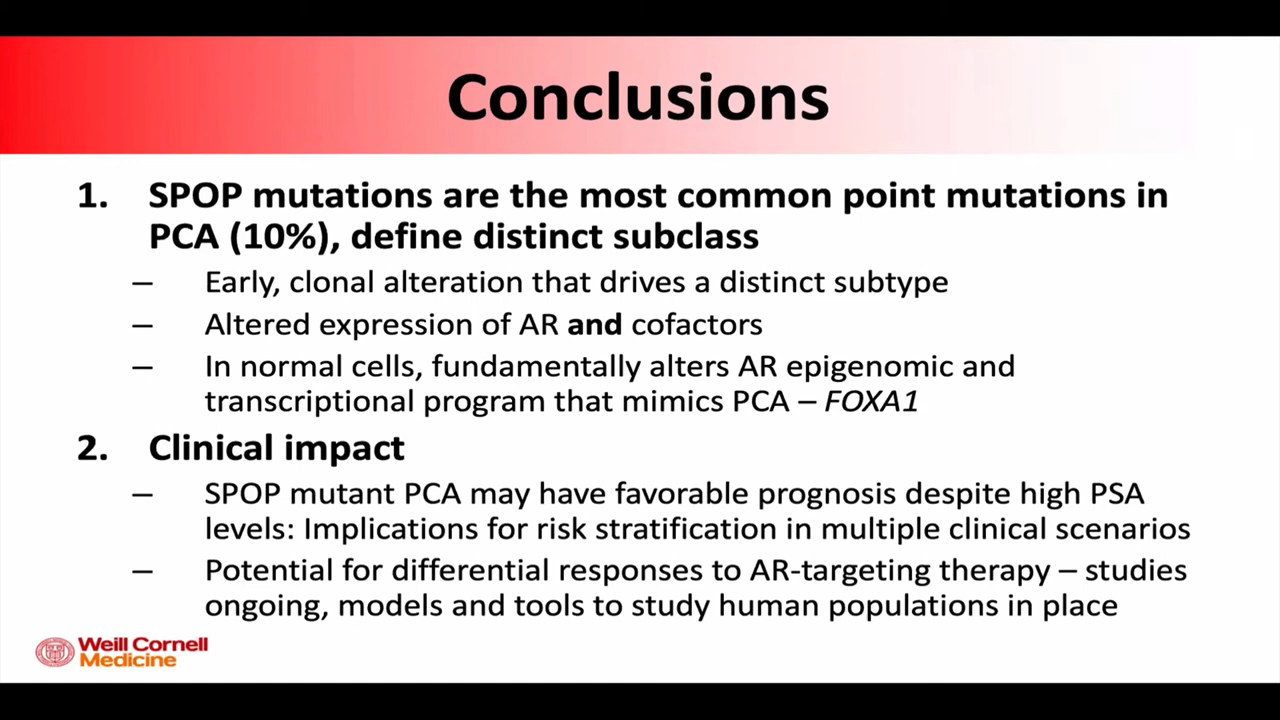 Conclusions
1. SPOP mutations are the most common point mutations in
PCA (10%), define distinct subclass
– Early, clonal alteration that drives a distinct subtype
– Altered expression of AR and cofactors
– In normal cells, fundamentally alters AR epigenomic and
transcriptional program that mimics PCA – FOXA1
2. Clinical impact
– SPOP mutant PCA may have favorable prognosis despite high PSA
levels: Implications for risk stratification in multiple clinical scenarios
– Potential for differential responses to AR-targeting therapy – studies
ongoing, models and tools to study human populations in place
Weill Cornell
Medicine